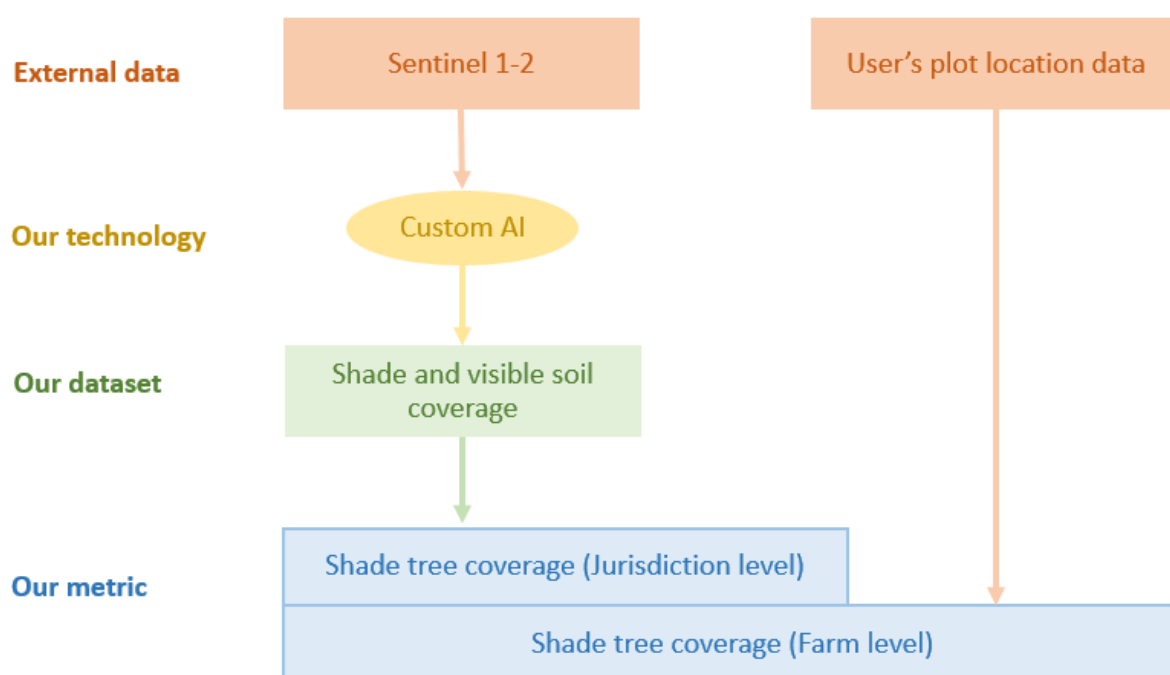 External data
Sentinel 1-2
User's plot location data
Our technology
Custom AI
Our dataset
Shade and visible soil
coverage
Our metric
Shade tree coverage (Jurisdiction level)
Shade tree coverage (Farm level)